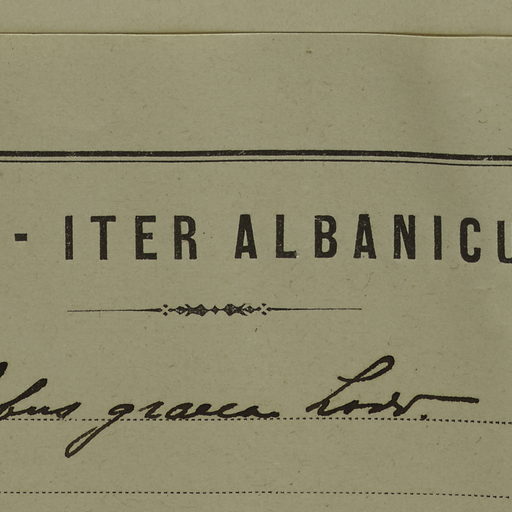 - ITER ALBANICU
bus graeca Lodd.